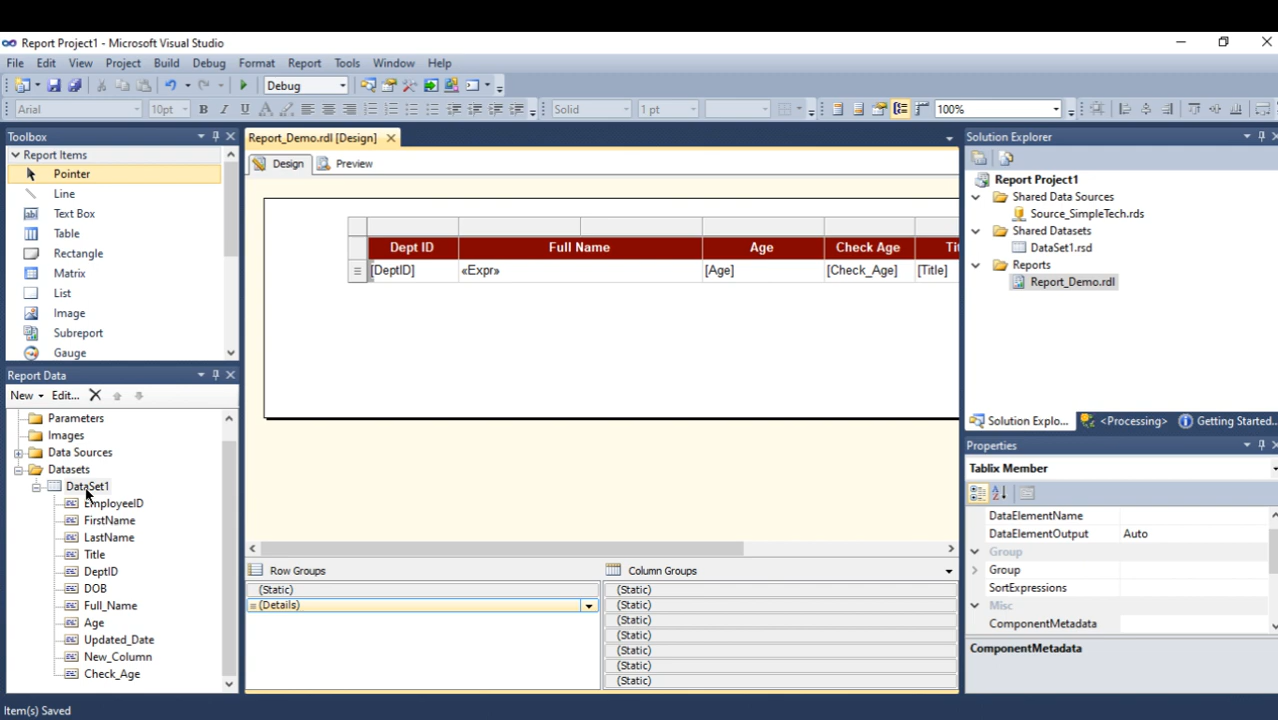 Report Project1 - Microsoft Visual Studio
File Edit View Project Build Debug Format Report Tools Window Help
Debug
Arial 10pt B I U A Solid 1 pt 100%
Toolbox
Report Items
Pointer
Line
Text Box
Table
Rectangle
Matrix
List
Image
Subreport
Gauge
Report Data
New Edit...
Parameters
Images
Data Sources
Datasets
DataSet1
EmployeeID
FirstName
LastName
Title
DeptID
DOB
Full_Name
Age
Updated_Date
New_Column
Check_Age
Report_Demo.rdl [Design]
Design Preview
Dept ID Full Name Age Check Age Ti
[DeptID] «Expr» [Age] [Check_Age] [Title]
Row Groups
(Static)
(Details)
Column Groups
(Static)
(Static)
(Static)
(Static)
(Static)
(Static)
(Static)
Solution Explorer
Report Project1
Shared Data Sources
Source_SimpleTech.rds
Shared Datasets
DataSet1.rsd
Reports
Report_Demo.rdl
Solution Explo... <Processing> Getting Started...
Properties
Tablix Member
DataElementName
DataElementOutput Auto
Group
Group
SortExpressions
Misc
ComponentMetadata
ComponentMetadata
Item(s) Saved